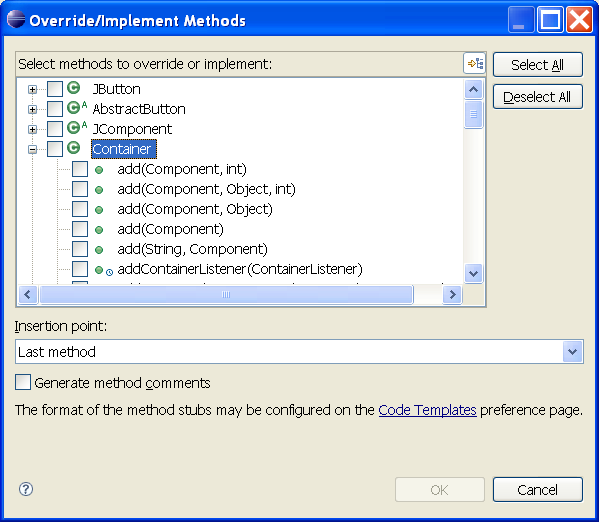 Override/Implement Methods
Select methods to override or implement:
Select All
Deselect All
JButton
A AbstractButton
A JComponent
Container
add(Component, int)
add(Component, Object, int)
add(Component, Object)
add(Component)
add(String, Component)
addContainerListener(ContainerListener)
Insertion point:
Last method
Generate method comments
The format of the method stubs may be configured on the Code Templates preference page.
OK
Cancel